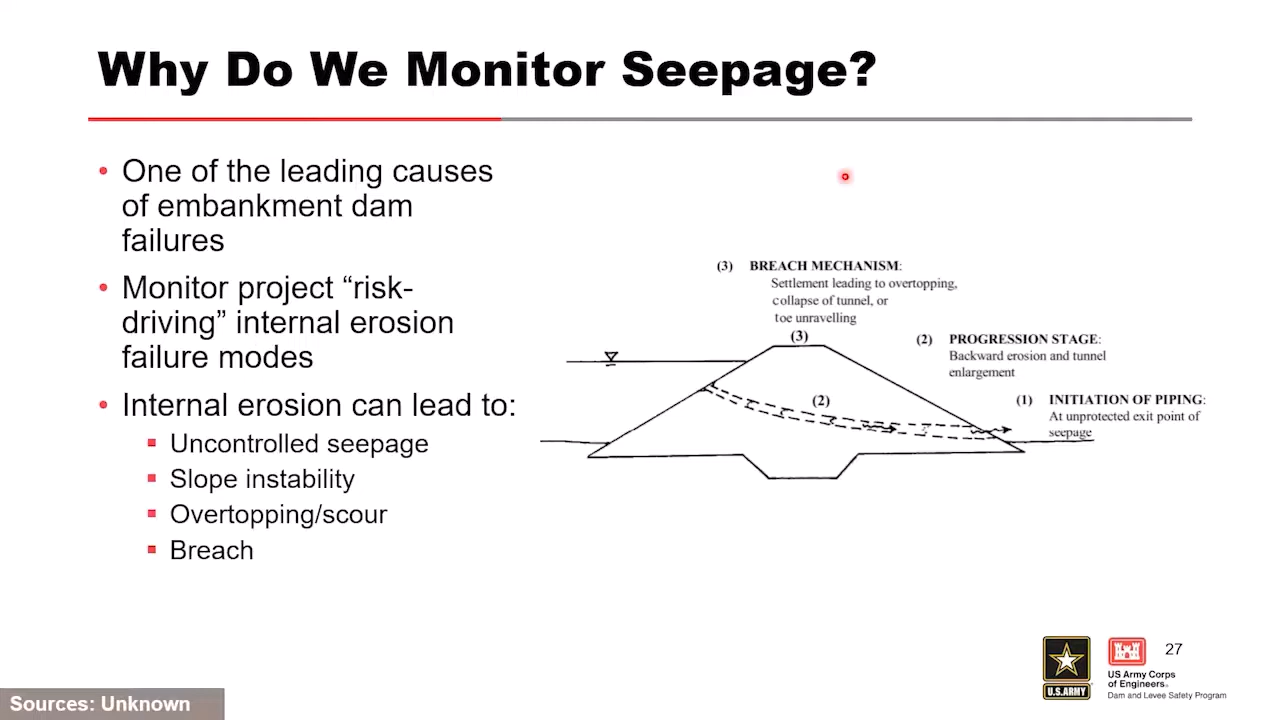 Why Do We Monitor Seepage?
• One of the leading causes
of embankment dam
failures
• Monitor project “risk-
driving” internal erosion
failure modes
• Internal erosion can lead to:
▪ Uncontrolled seepage
▪ Slope instability
▪ Overtopping/scour
▪ Breach
(3) BREACH MECHANISM:
Settlement leading to overtopping,
collapse of tunnel, or
toe unravelling
(3)
(2) PROGRESSION STAGE:
Backward erosion and tunnel
enlargement
(2)
(1) INITIATION OF PIPING:
At unprotected exit point of
seepage
U.S.ARMY
US Army Corps
of Engineers®
Dam and Levee Safety Program
27
Sources: Unknown